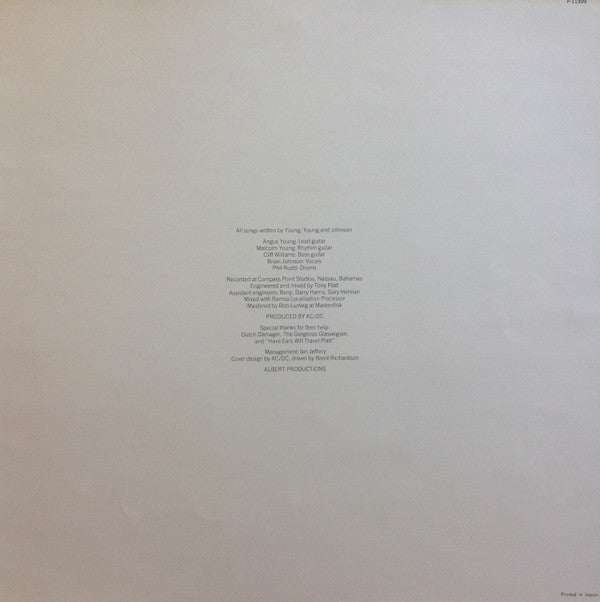 P-11399
All songs written by Young, Young and Johnson
Angus Young: Lead guitar
Malcolm Young: Rhythm guitar
Cliff Williams: Bass guitar
Brian Johnson: Vocals
Phil Rudd: Drums
Recorded at Compass Point Studios, Nassau, Bahamas.
Engineered and mixed by Tony Platt
Assistant engineers: Benji, Barry Harris, Gary Helman
Mixed with Ramsa Localisation Processor
Mastered by Bob Ludwig at Masterdisk
PRODUCED BY AC/DC
Special thanks for their help:
Dutch-Damager, The Gorgeous Glaswigian,
and "Have Ears Will Travel Platt"
Management: Ian Jeffery
Cover design by AC/DC, drawn by Brent Richardson
ALBERT PRODUCTIONS
Printed in Japan